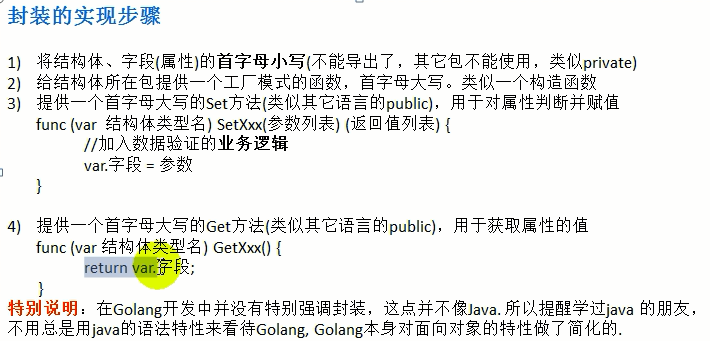 封装的实现步骤
1) 将结构体、字段(属性)的首字母小写(不能导出了，其它包不能使用，类似private)
2) 给结构体所在包提供一个工厂模式的函数，首字母大写。类似一个构造函数
3) 提供一个首字母大写的Set方法(类似其它语言的public)，用于对属性判断并赋值
func (var 结构体类型名) SetXxx(参数列表) (返回值列表) {
//加入数据验证的业务逻辑
var.字段 = 参数
}
4) 提供一个首字母大写的Get方法(类似其它语言的public)，用于获取属性的值
func (var 结构体类型名) GetXxx() {
return var.字段;
}
特别说明：在Golang开发中并没有特别强调封装，这点并不像Java. 所以提醒学过java 的朋友，
不用总是用java的语法特性来看待Golang, Golang本身对面向对象的特性做了简化的.